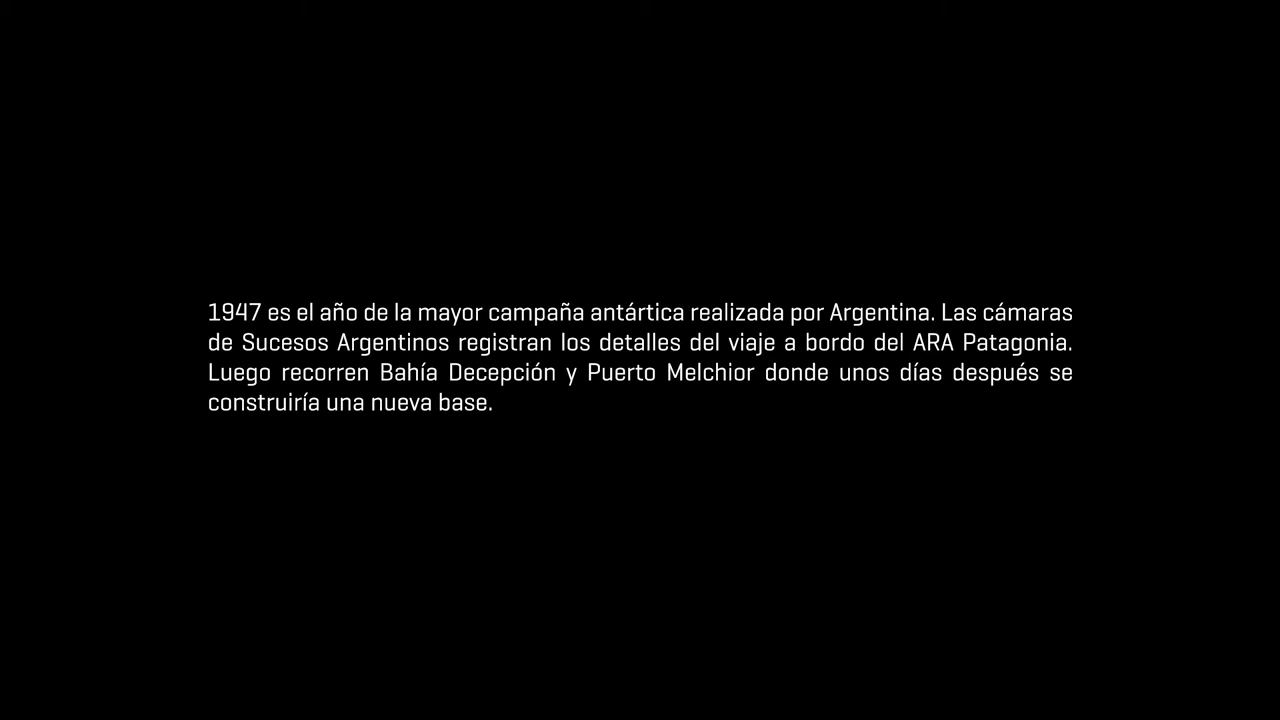 1947 es el año de la mayor campaña antártica realizada por Argentina. Las cámaras
de Sucesos Argentinos registran los detalles del viaje a bordo del ARA Patagonia.
Luego recorren Bahía Decepción y Puerto Melchior donde unos días después se
construiría una nueva base.